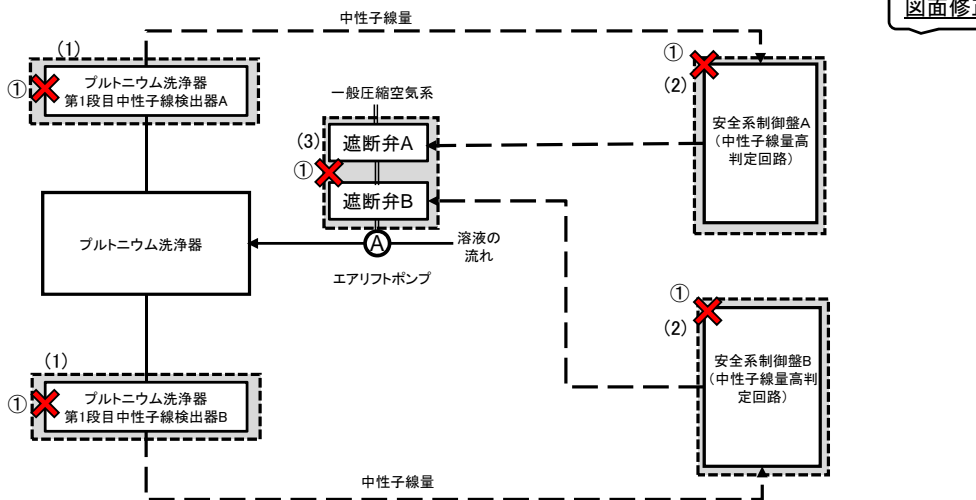 中性子線量
図面修正
(1)
①
プルトニウム洗浄器
第1段目中性子線検出器A
①
(2)
一般圧縮空気系
(3)
遮断弁A
安全系制御盤A
(中性子線量高
判定回路)
①
遮断弁B
プルトニウム洗浄器
A
溶液の
流れ
エアリフトポンプ
①
(2)
(1)
①
プルトニウム洗浄器
第1段目中性子線検出器B
安全系制御盤B
(中性子線量高判
定回路)
中性子線量